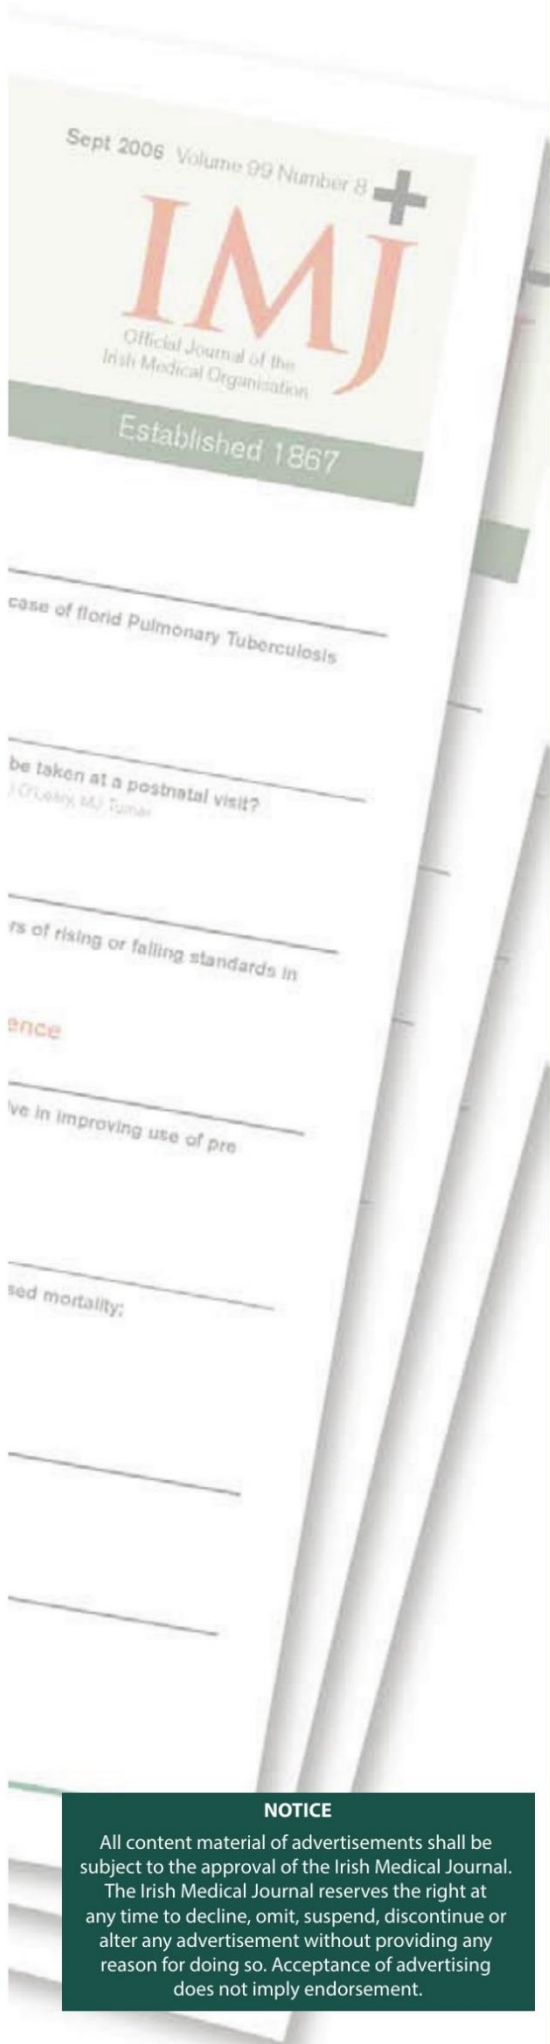 Sept 2006 Volume 99 Number 8
IMJ
Official Journal of the
Irish Medical Organisation
Established 1867
case of florid Pulmonary Tuberculosis
be taken at a postnatal visit?
O'Leary, MJ Turner
rs of rising or falling standards in
ence
ve in improving use of pre
sed mortality:
NOTICE
All content material of advertisements shall be
subject to the approval of the Irish Medical Journal.
The Irish Medical Journal reserves the right at
any time to decline, omit, suspend, discontinue or
alter any advertisement without providing any
reason for doing so. Acceptance of advertising
does not imply endorsement.